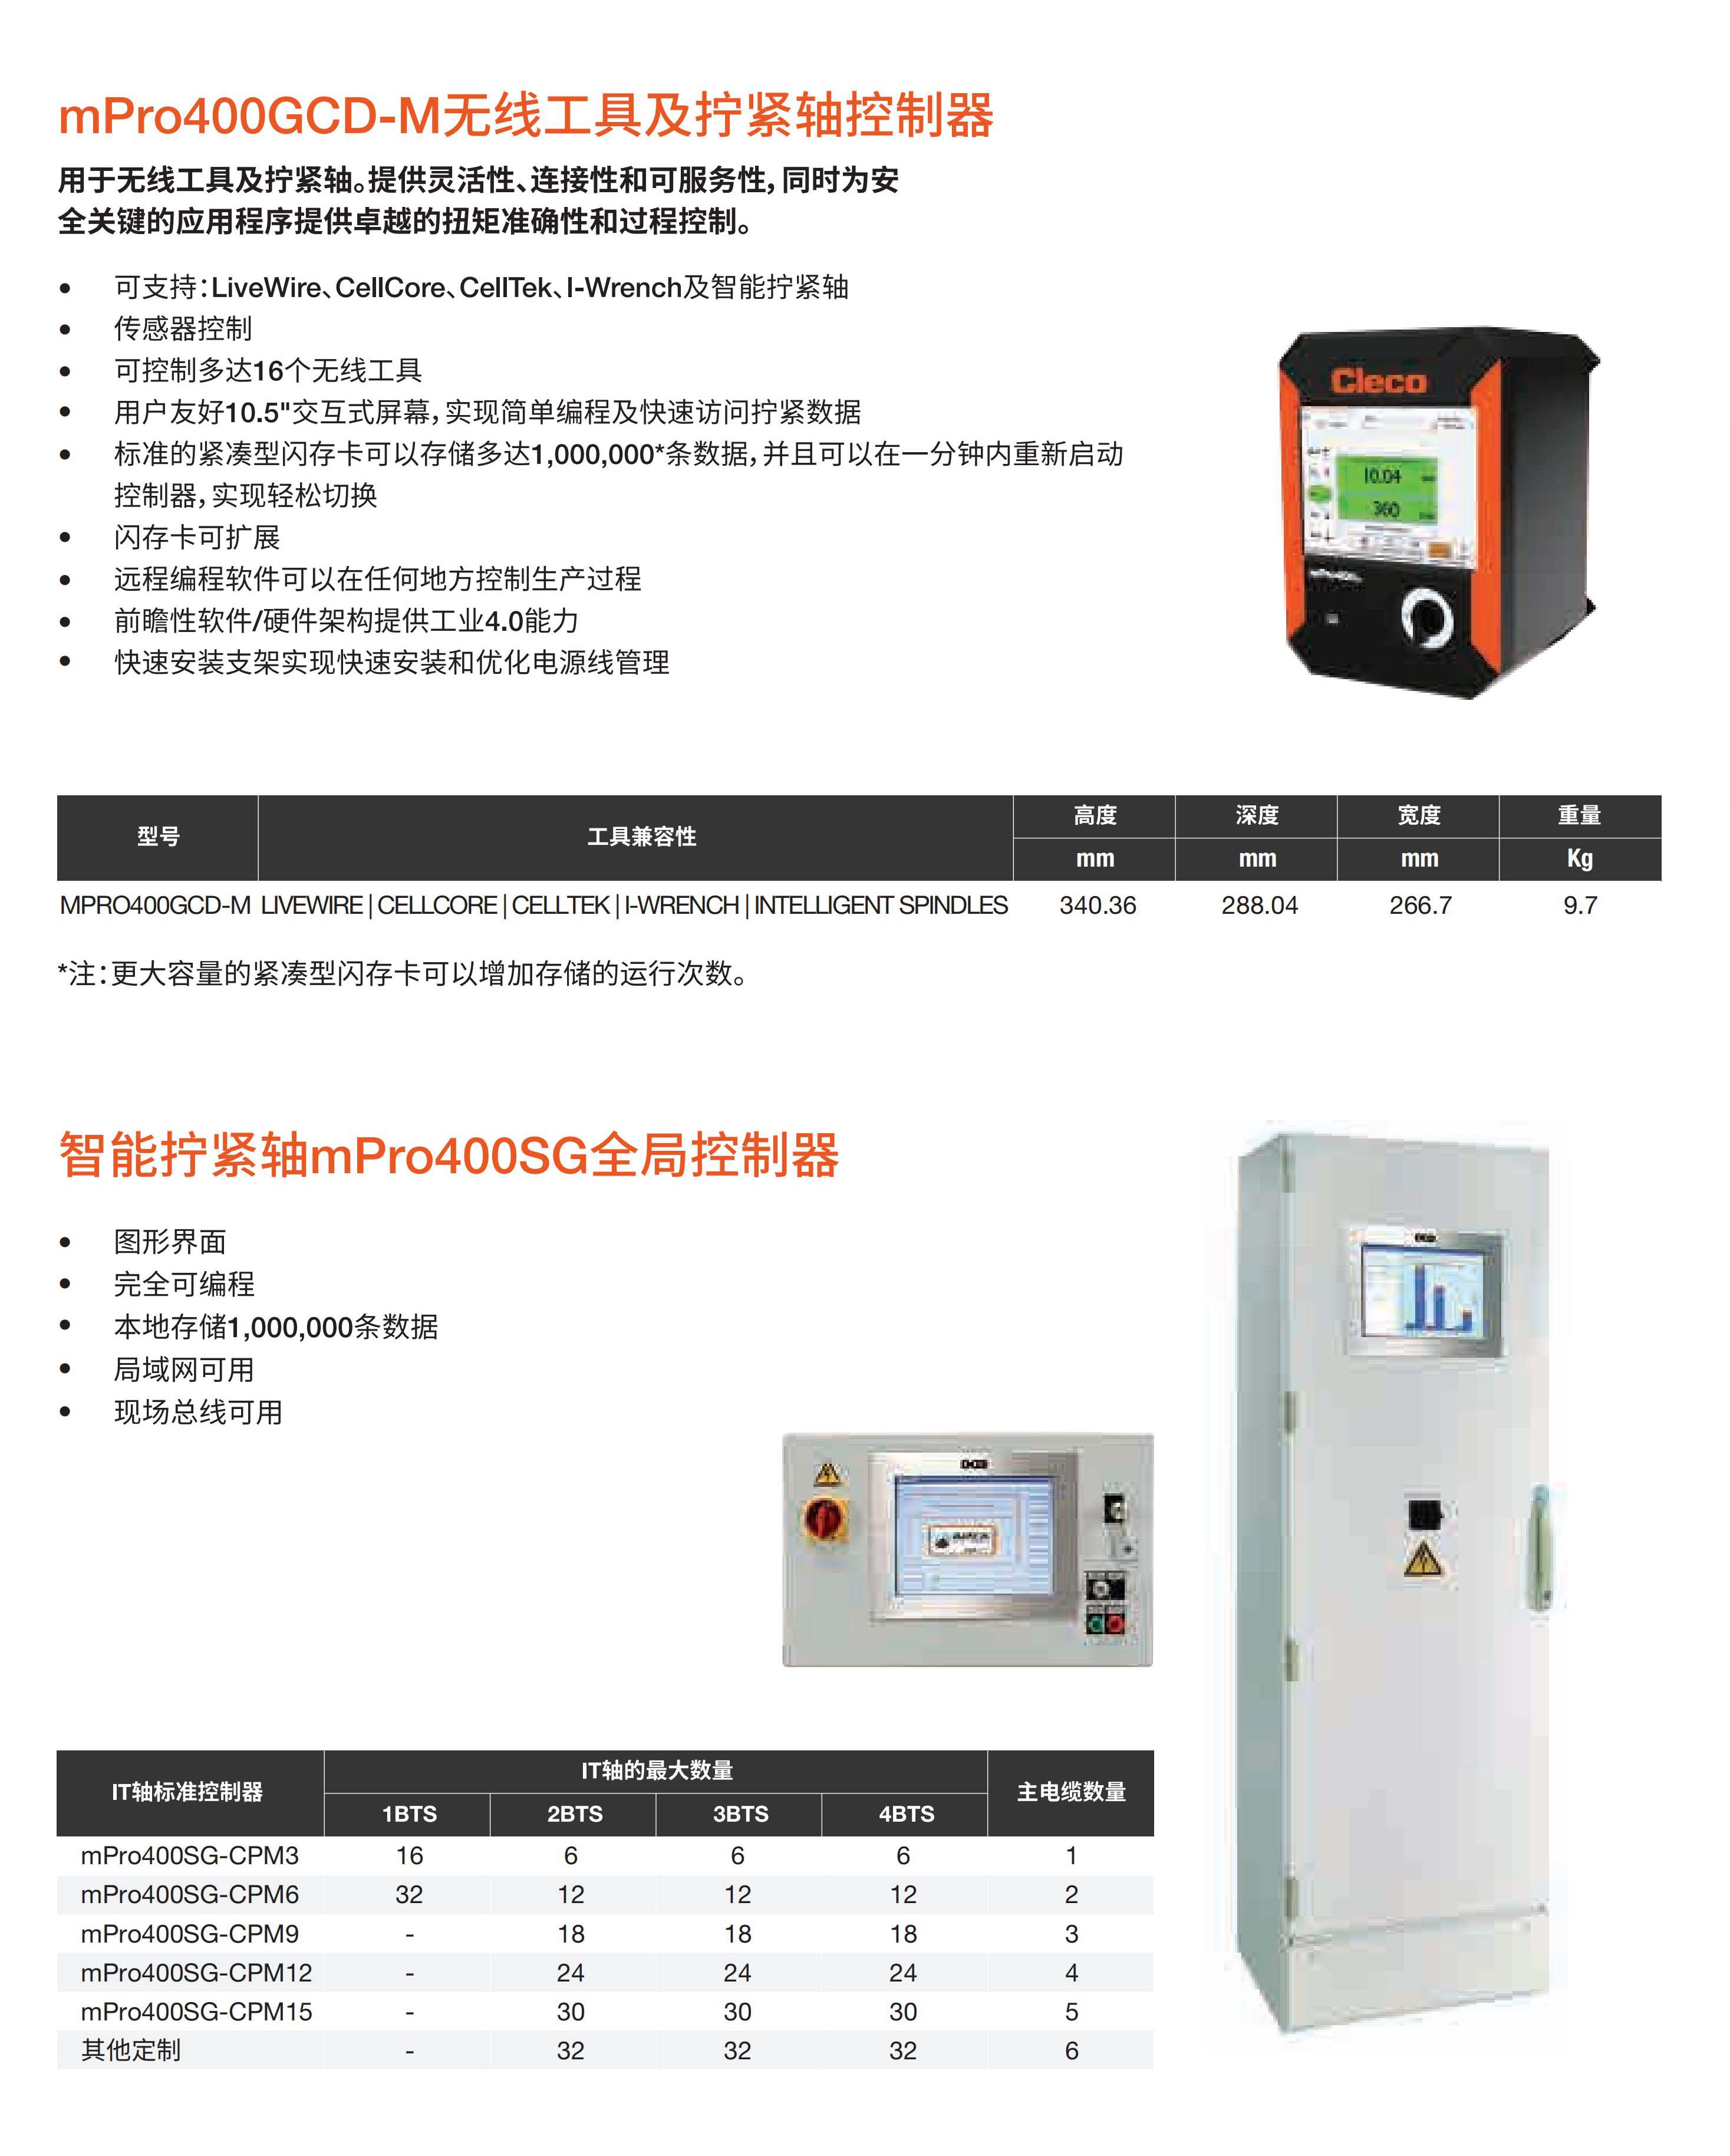 mPro400GCD-M无线工具及拧紧轴控制器
用于无线工具及拧紧轴。提供灵活性、连接性和可服务性，同时为安
全关键的应用程序提供卓越的扭矩准确性和过程控制。
• 可支持：LiveWire、CellCore、CellTek、I-Wrench及智能拧紧轴
• 传感器控制
• 可控制多达16个无线工具
• 用户友好10.5"交互式屏幕，实现简单编程及快速访问拧紧数据
• 标准的紧凑型闪存卡可以存储多达1,000,000*条数据，并且可以在一分钟内重新启动
控制器，实现轻松切换
• 闪存卡可扩展
• 远程编程软件可以在任何地方控制生产过程
• 前瞻性软件/硬件架构提供工业4.0能力
• 快速安装支架实现快速安装和优化电源线管理
Cleco
10.04
360
型号 工具兼容性 高度 深度 宽度 重量
mm mm mm Kg
MPRO400GCD-M LIVEWIRE | CELLCORE | CELLTEK | I-WRENCH | INTELLIGENT SPINDLES 340.36 288.04 266.7 9.7
*注：更大容量的紧凑型闪存卡可以增加存储的运行次数。
智能拧紧轴mPro400SG全局控制器
• 图形界面
• 完全可编程
• 本地存储1,000,000条数据
• 局域网可用
• 现场总线可用
IT轴标准控制器 IT轴的最大数量 主电缆数量
1BTS 2BTS 3BTS 4BTS
mPro400SG-CPM3 16 6 6 6 1
mPro400SG-CPM6 32 12 12 12 2
mPro400SG-CPM9 - 18 18 18 3
mPro400SG-CPM12 - 24 24 24 4
mPro400SG-CPM15 - 30 30 30 5
其他定制 - 32 32 32 6